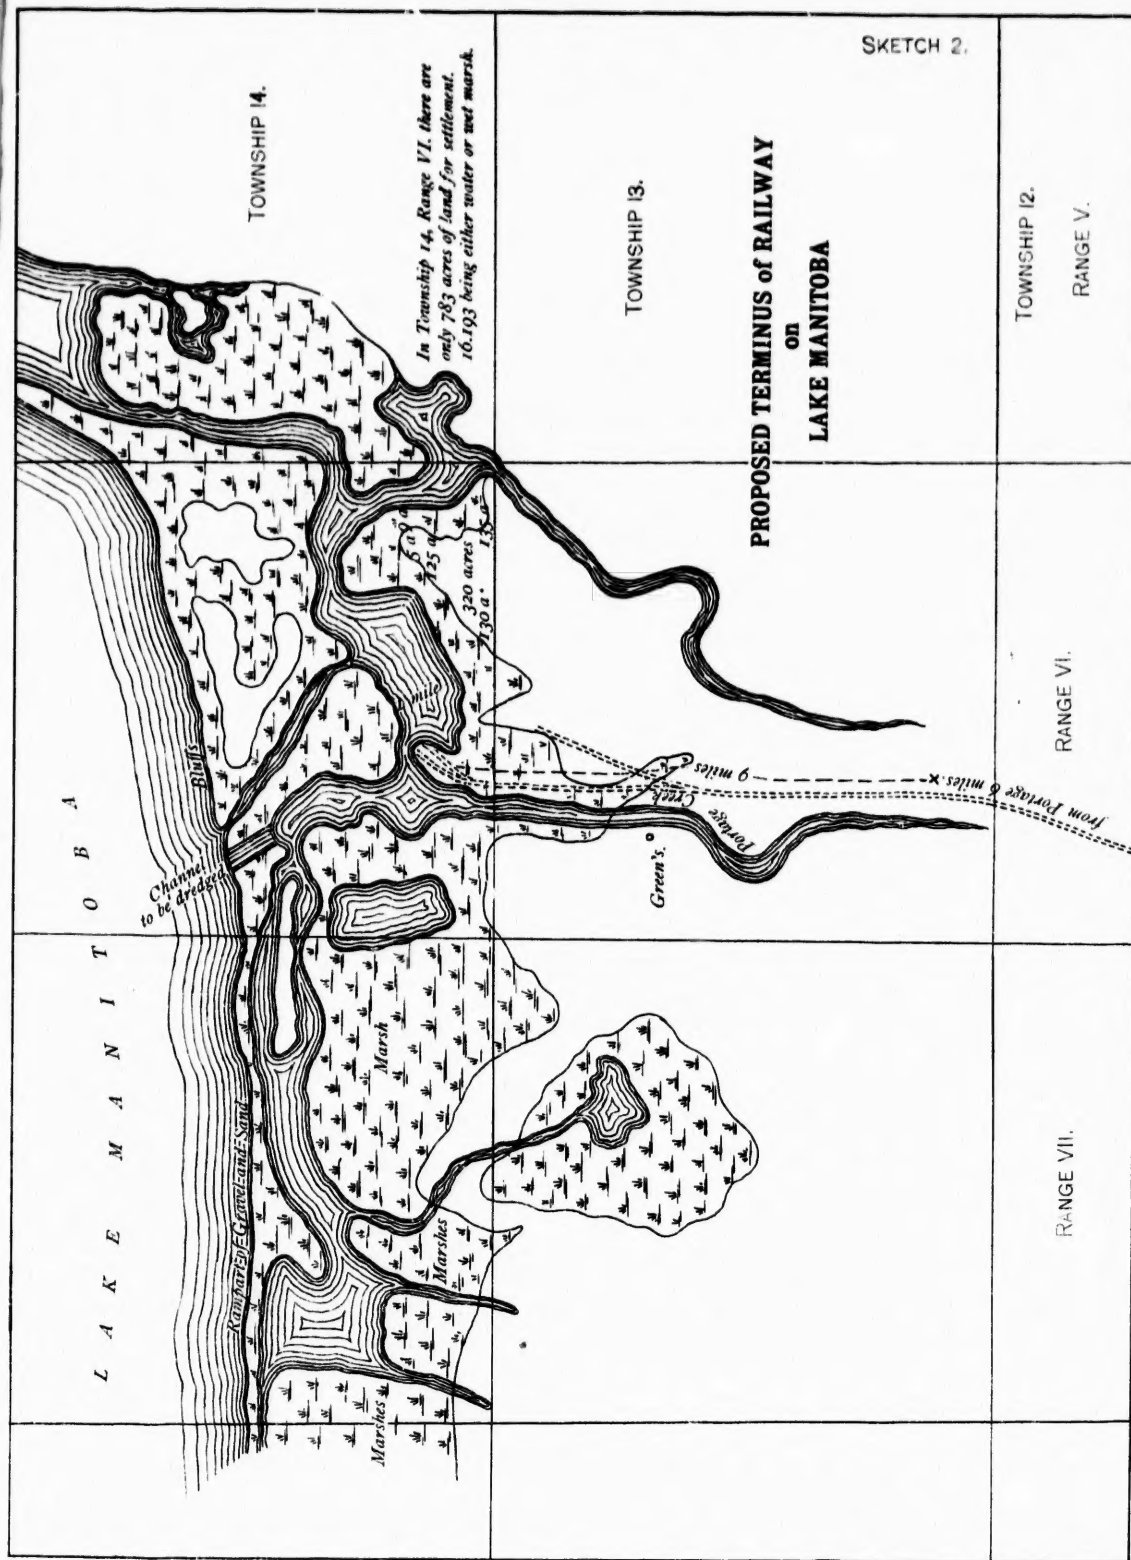 SKETCH 2.
TOWNSHIP 14.
In Township 14, Range VI. there are
only 783 acres of land for settlement.
16.193 being either water or wet marsh.
TOWNSHIP 13.
PROPOSED TERMINUS of RAILWAY
on
LAKE MANITOBA
TOWNSHIP 12.
RANGE V.
RANGE VI.
RANGE VII.
LAKE MANITOBA
Bluffs
Channel
to be dredged
Rampart of Gravel and Sand
Marsh
Marshes
Marshes
mile
125 a
320 acres
135 a
130 a.
9 miles
x
from Portage 6 miles.
Portage Creek
Green's.